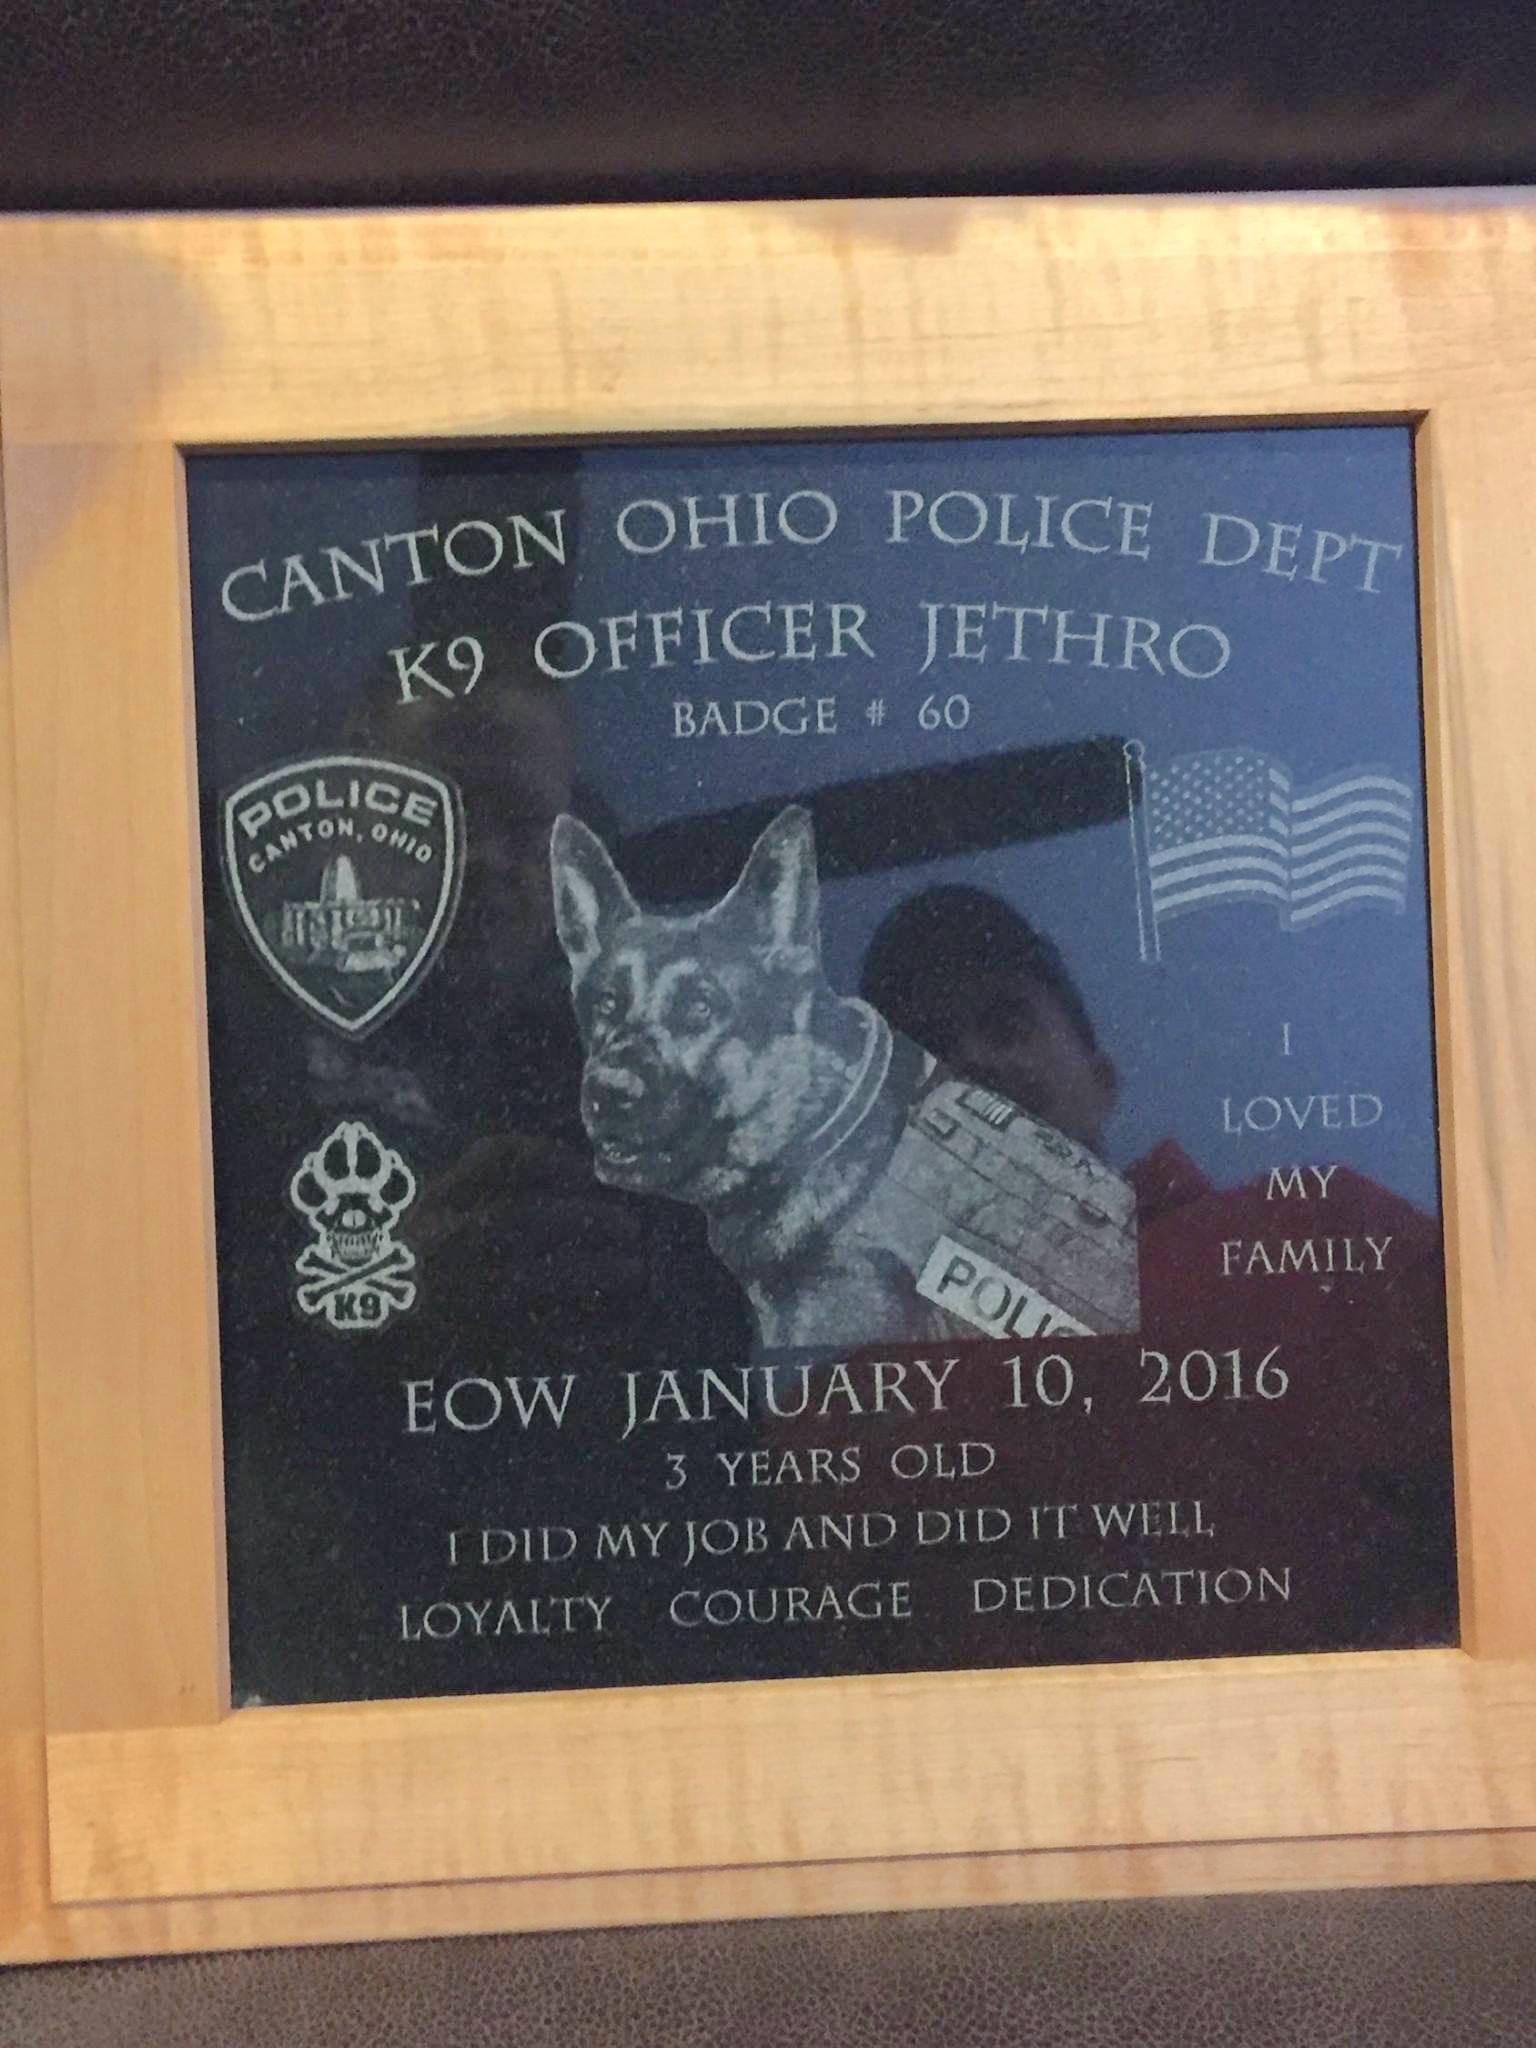 CANTON OHIO POLICE DEPT
K9 OFFICER JETHRO
BADGE # 60
POLICE
CANTON, OHIO
I
LOVED
MY
FAMILY
K9
POLIC
EOW JANUARY 10, 2016
3 YEARS OLD
I DID MY JOB AND DID IT WELL
LOYALTY COURAGE DEDICATION